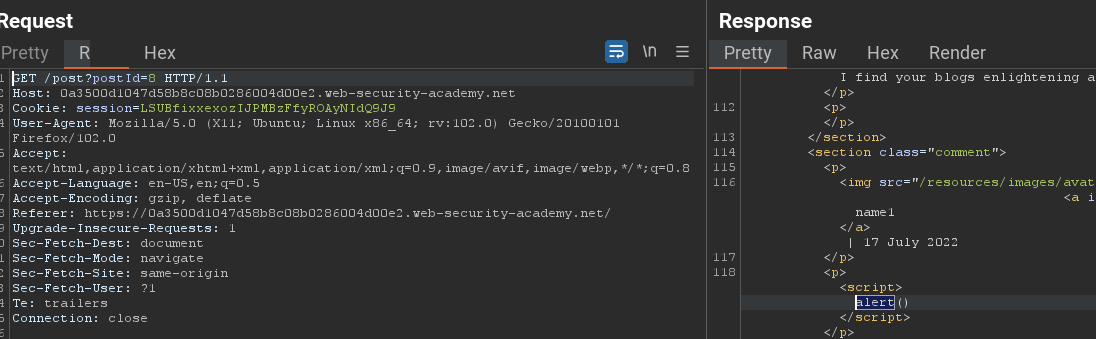 Request
Pretty R Hex \n
1 GET /post?postId=8 HTTP/1.1
2 Host: 0a3500d1047d58b8c08b0286004d00e2.web-security-academy.net
3 Cookie: session=LSUBfixxexozIJPMBzFfyROAyNIdQ9J9
4 User-Agent: Mozilla/5.0 (X11; Ubuntu; Linux x86_64; rv:102.0) Gecko/20100101
Firefox/102.0
5 Accept:
text/html,application/xhtml+xml,application/xml;q=0.9,image/avif,image/webp,*/*;q=0.8
6 Accept-Language: en-US,en;q=0.5
7 Accept-Encoding: gzip, deflate
8 Referer: https://0a3500d1047d58b8c08b0286004d00e2.web-security-academy.net/
9 Upgrade-Insecure-Requests: 1
0 Sec-Fetch-Dest: document
1 Sec-Fetch-Mode: navigate
2 Sec-Fetch-Site: same-origin
3 Sec-Fetch-User: ?1
4 Te: trailers
5 Connection: close
6
Response
Pretty Raw Hex Render
I find your blogs enlightening a
</p>
112 <p>
</p>
113 </section>
114 <section class="comment">
115 <p>
116 <img src="/resources/images/avat
<a i
name1
</a>
| 17 July 2022
117 </p>
118 <p>
<script>
alert()
</script>
</p>